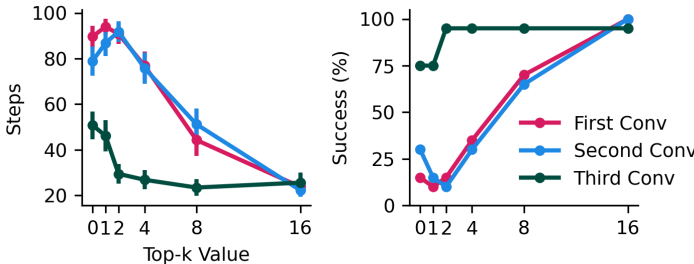 100
80
60
40
20
Steps
0 1 2 4 8 16
Top-k Value
100
75
50
25
0
Success (%)
0 1 2 4 8 16
First Conv
Second Conv
Third Conv